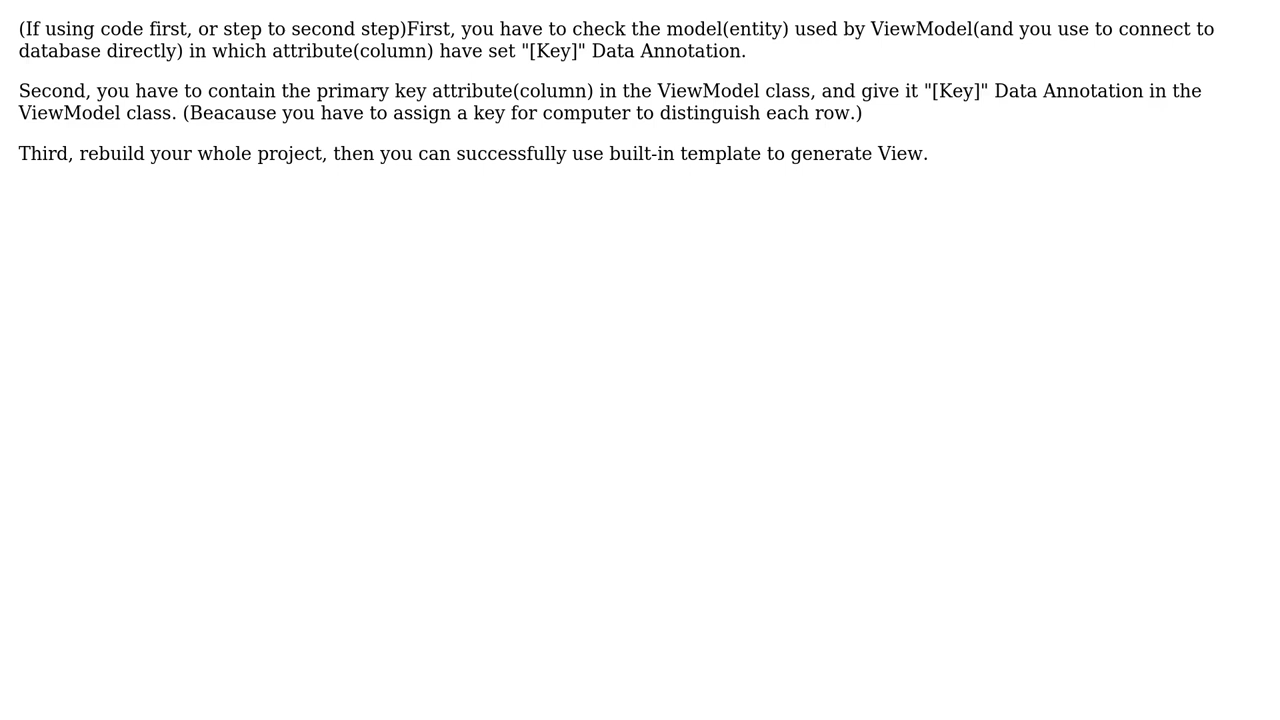 (If using code first, or step to second step)First, you have to check the model(entity) used by ViewModel(and you use to connect to
database directly) in which attribute(column) have set "[Key]" Data Annotation.
Second, you have to contain the primary key attribute(column) in the ViewModel class, and give it "[Key]" Data Annotation in the
ViewModel class. (Beacause you have to assign a key for computer to distinguish each row.)
Third, rebuild your whole project, then you can successfully use built-in template to generate View.